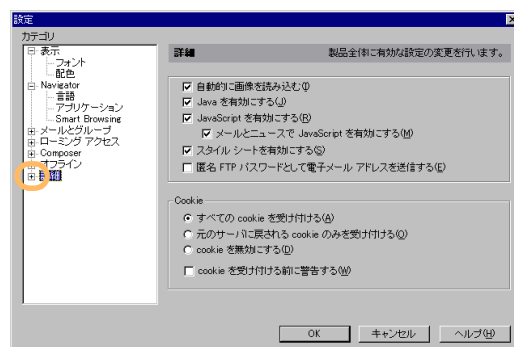 設定
カテゴリ
表示
フォント
配色
Navigator
言語
アプリケーション
Smart Browsing
メールとグループ
ローミング アクセス
Composer
オフライン
詳細
詳細 製品全体に有効な設定の変更を行います。
自動的に画像を読み込む(I)
Java を有効にする(J)
JavaScript を有効にする(R)
メールとニュースで JavaScript を有効にする(M)
スタイル シートを有効にする(S)
匿名 FTP パスワードとして電子メール アドレスを送信する(E)
Cookie
すべての cookie を受け付ける(A)
元のサーバに戻される cookie のみを受け付ける(O)
cookie を無効にする(D)
cookie を受け付ける前に警告する(W)
OK キャンセル ヘルプ(H)